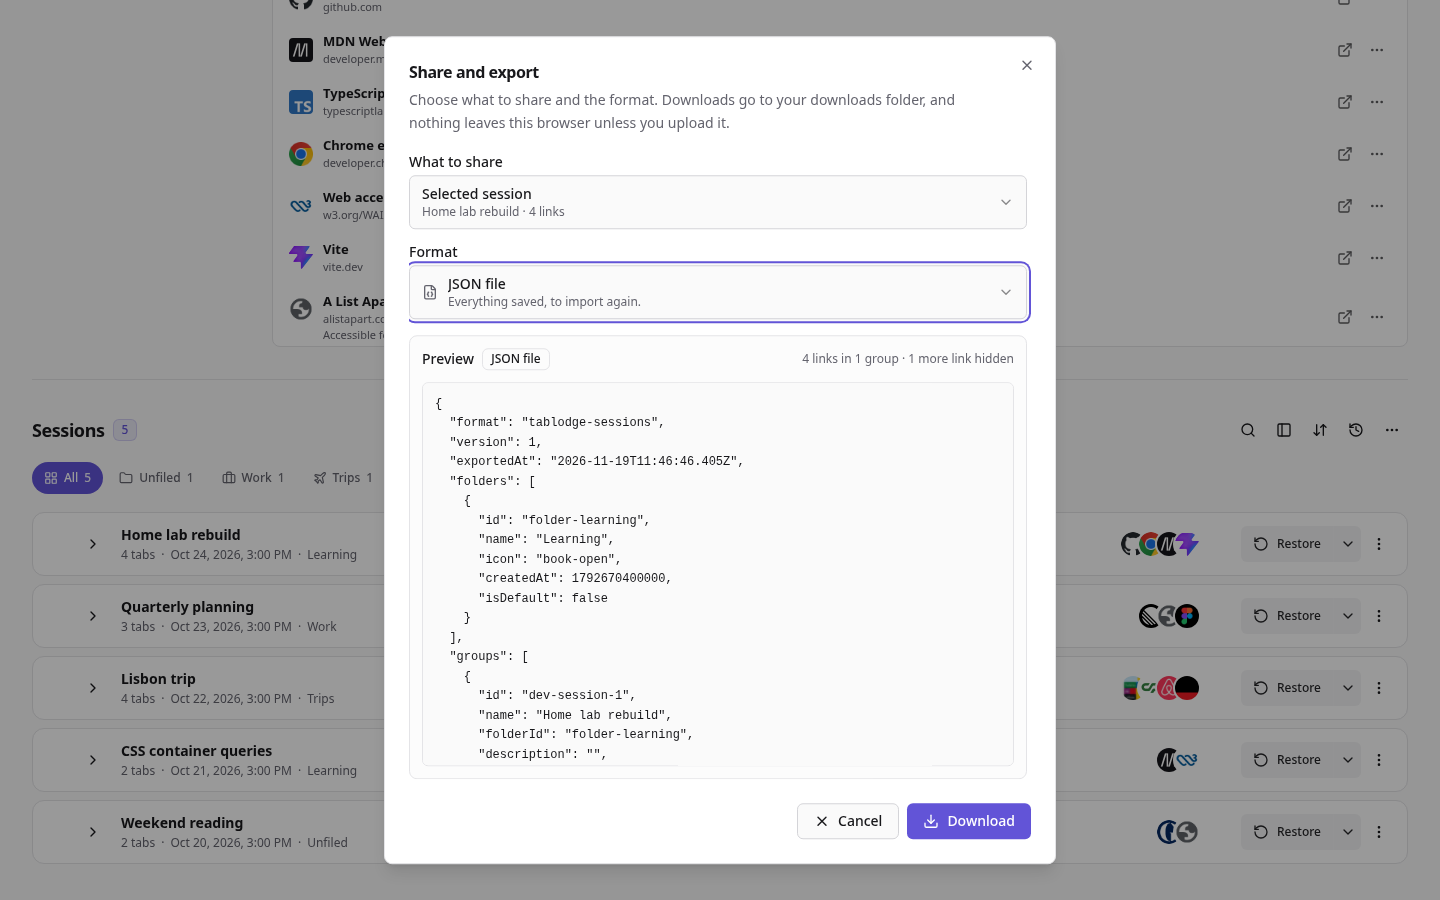 github.com
MDN Web
developer.m
TypeScrip
typescriptla
Chrome e
developer.ch
Web acce
w3.org/WAI
Vite
vite.dev
A List Apa
alistapart.co
Accessible fo
Share and export
Choose what to share and the format. Downloads go to your downloads folder, and
nothing leaves this browser unless you upload it.
What to share
Selected session
Home lab rebuild · 4 links
Format
JSON file
Everything saved, to import again.
Preview JSON file 4 links in 1 group · 1 more link hidden
{
  "format": "tablodge-sessions",
  "version": 1,
  "exportedAt": "2026-11-19T11:46:46.405Z",
  "folders": [
    {
      "id": "folder-learning",
      "name": "Learning",
      "icon": "book-open",
      "createdAt": 1792670400000,
      "isDefault": false
    }
  ],
  "groups": [
    {
      "id": "dev-session-1",
      "name": "Home lab rebuild",
      "folderId": "folder-learning",
      "description": "",
Cancel Download
Sessions 5
All 5 Unfiled 1 Work 1 Trips 1
Home lab rebuild
4 tabs · Oct 24, 2026, 3:00 PM · Learning
Restore
Quarterly planning
3 tabs · Oct 23, 2026, 3:00 PM · Work
Restore
Lisbon trip
4 tabs · Oct 22, 2026, 3:00 PM · Trips
Restore
CSS container queries
2 tabs · Oct 21, 2026, 3:00 PM · Learning
Restore
Weekend reading
2 tabs · Oct 20, 2026, 3:00 PM · Unfiled
Restore